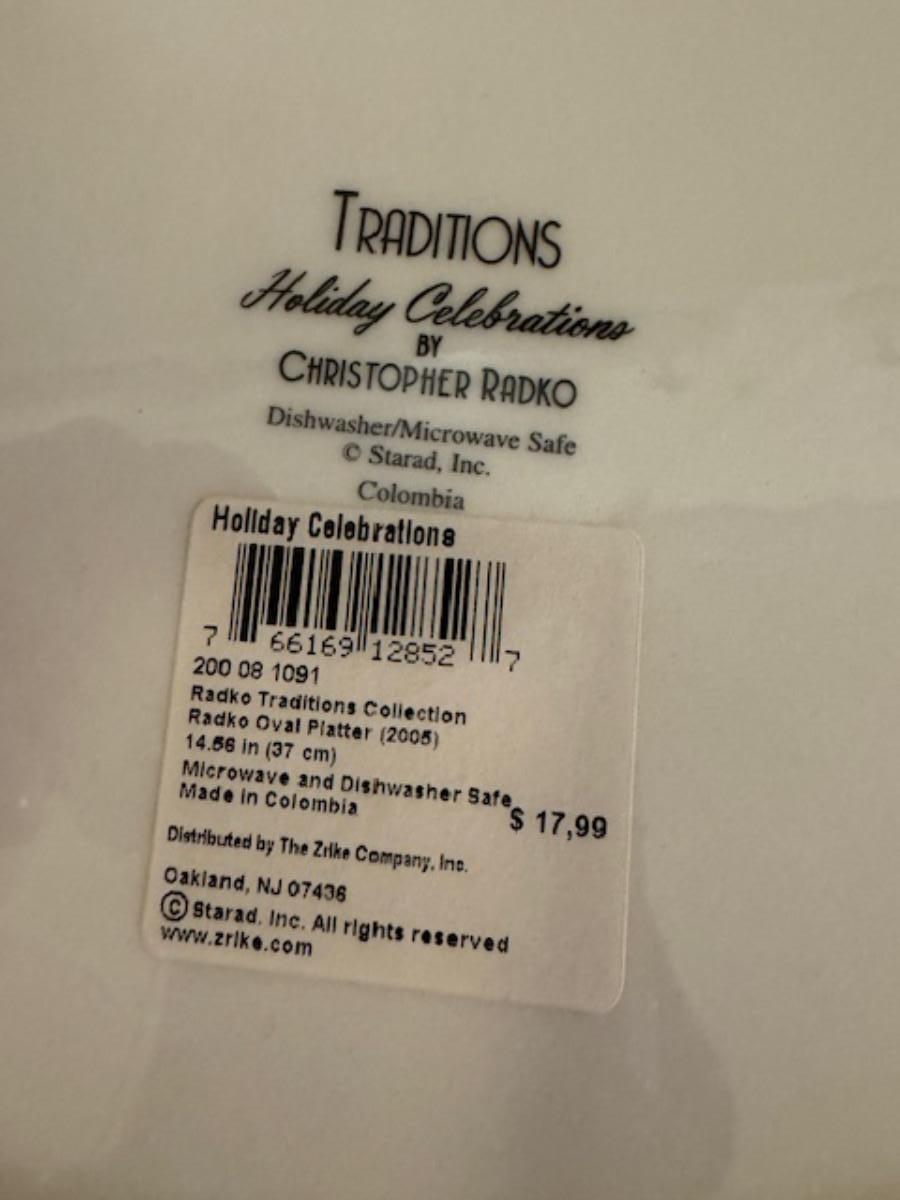 TRADITIONS
Holiday Celebrations
BY
CHRISTOPHER RADKO
Dishwasher/Microwave Safe
© Starad, Inc.
Colombia
Holiday Celebrations
7 66169 12852 7
200 08 1091
Radko Traditions Collection
Radko Oval Platter (2005)
14.56 in (37 cm)
Microwave and Dishwasher Safe
Made in Colombia
$ 17,99
Distributed by The Zrike Company, Inc.
Oakland, NJ 07436
© Starad. Inc. All rights reserved
www.zrike.com